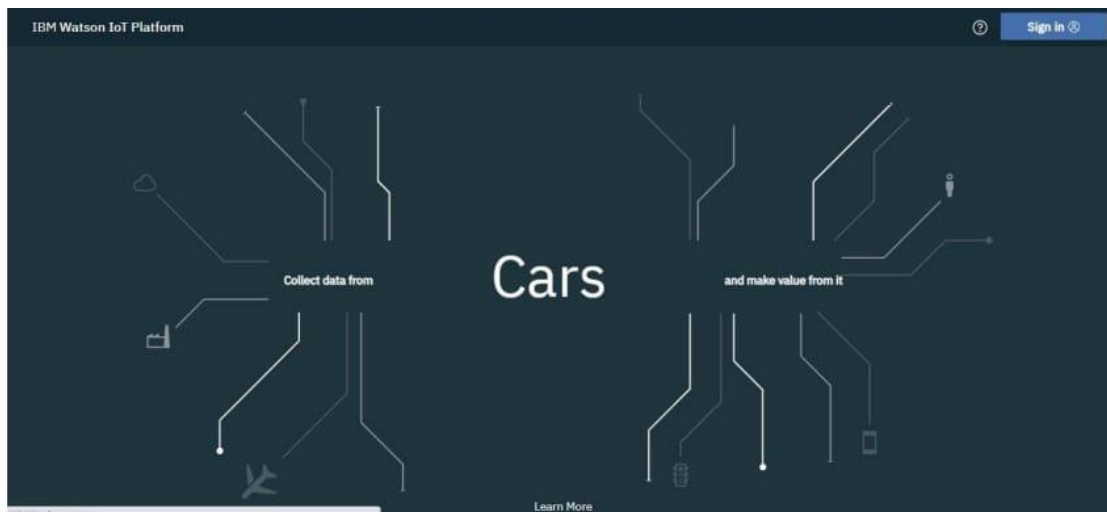 IBM Watson IoT Platform
Sign in
Collect data from Cars and make value from it
Learn More